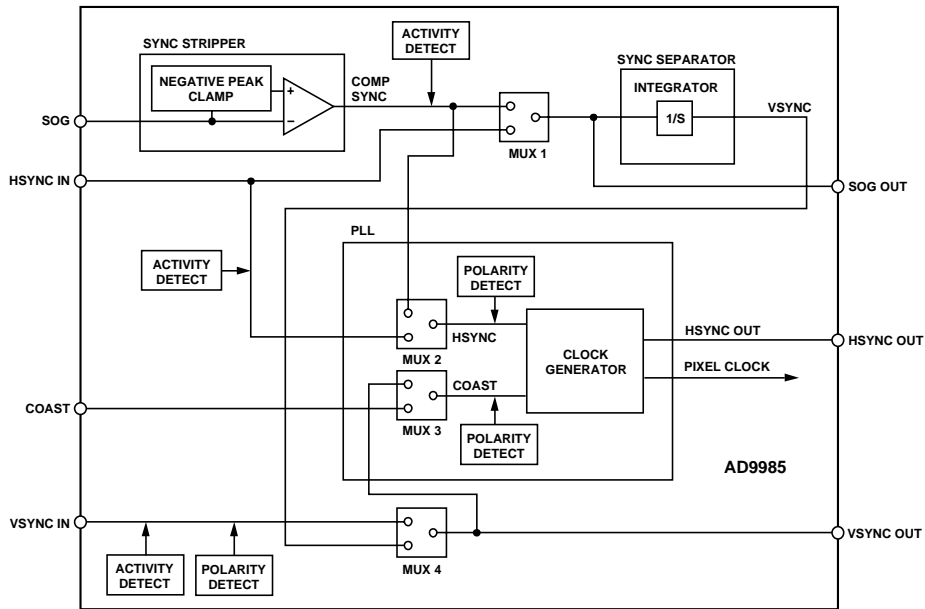 ACTIVITY
DETECT
SYNC STRIPPER
SYNC SEPARATOR
NEGATIVE PEAK
CLAMP
+
−
COMP
SYNC
INTEGRATOR
1/S
VSYNC
SOG
MUX 1
HSYNC IN
SOG OUT
PLL
ACTIVITY
DETECT
POLARITY
DETECT
MUX 2
HSYNC
CLOCK
GENERATOR
HSYNC OUT
HSYNC OUT
PIXEL CLOCK
COAST
COAST
MUX 3
POLARITY
DETECT
AD9985
VSYNC IN
VSYNC OUT
MUX 4
ACTIVITY
DETECT
POLARITY
DETECT